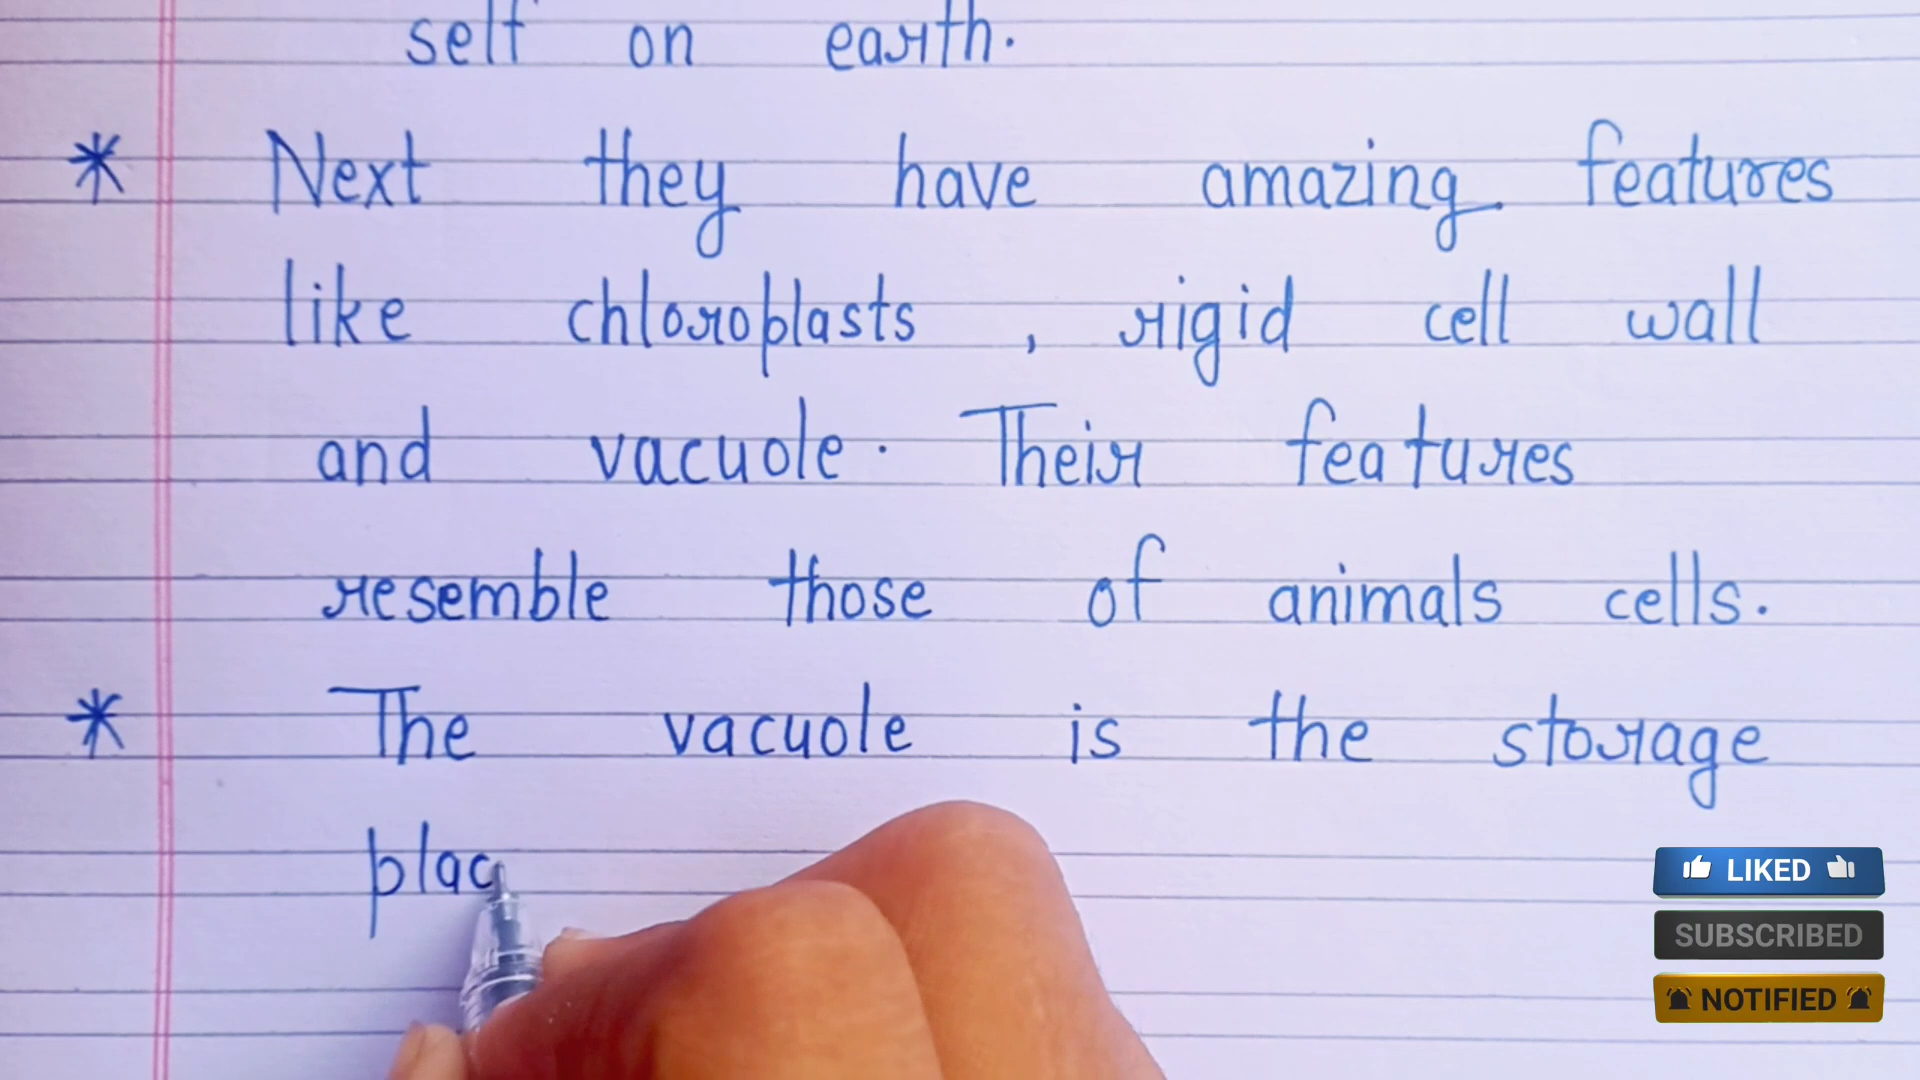 self on earth.
* Next they have amazing features
like chloroplasts, rigid cell wall
and vacuole. Their features
resemble those of animals cells.
* The vacuole is the storage
plac
LIKED
SUBSCRIBED
NOTIFIED